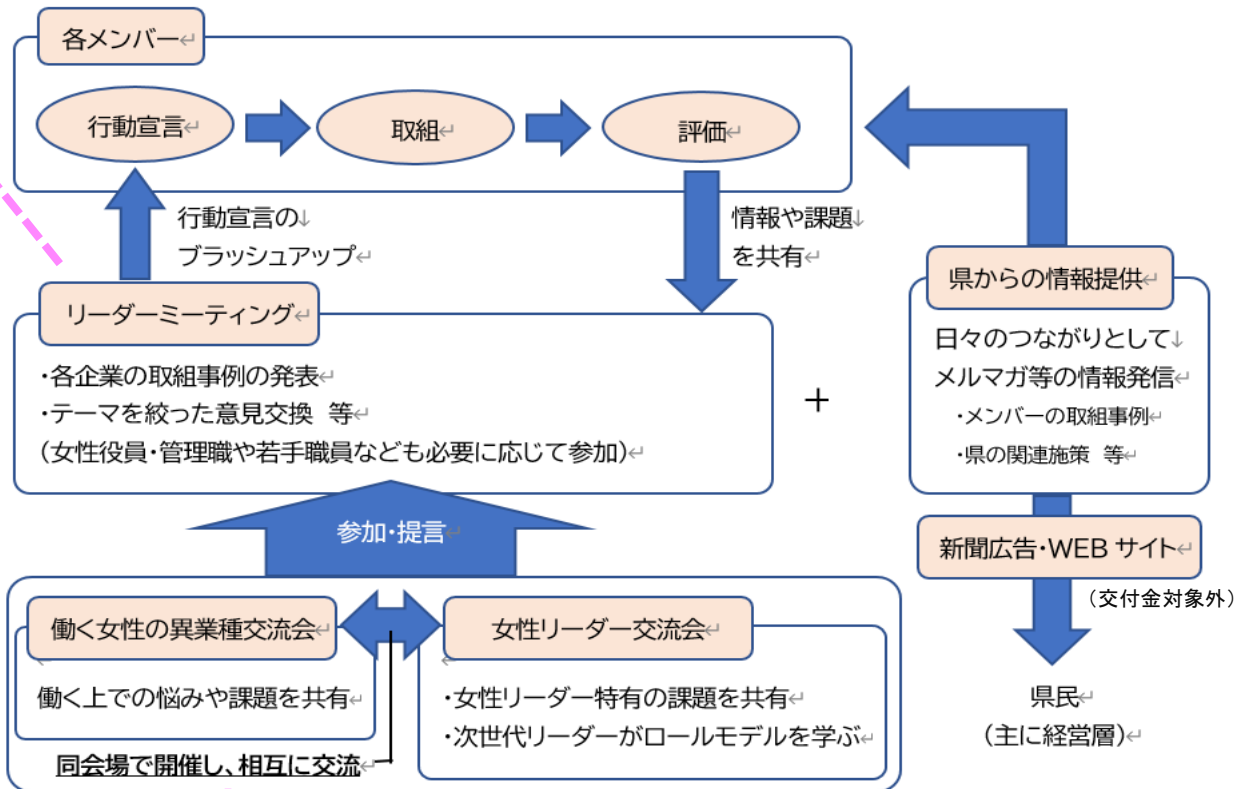 各メンバー
行動宣言
取組
評価
行動宣言の
ブラッシュアップ
情報や課題
を共有
リーダーミーティング
・各企業の取組事例の発表
・テーマを絞った意見交換 等
（女性役員・管理職や若手職員なども必要に応じて参加）
＋
県からの情報提供
日々のつながりとして
メルマガ等の情報発信
・メンバーの取組事例
・県の関連施策 等
参加・提言
新聞広告・WEB サイト
（交付金対象外）
県民
（主に経営層）
働く女性の異業種交流会
働く上での悩みや課題を共有
女性リーダー交流会
・女性リーダー特有の課題を共有
・次世代リーダーがロールモデルを学ぶ
同会場で開催し、相互に交流